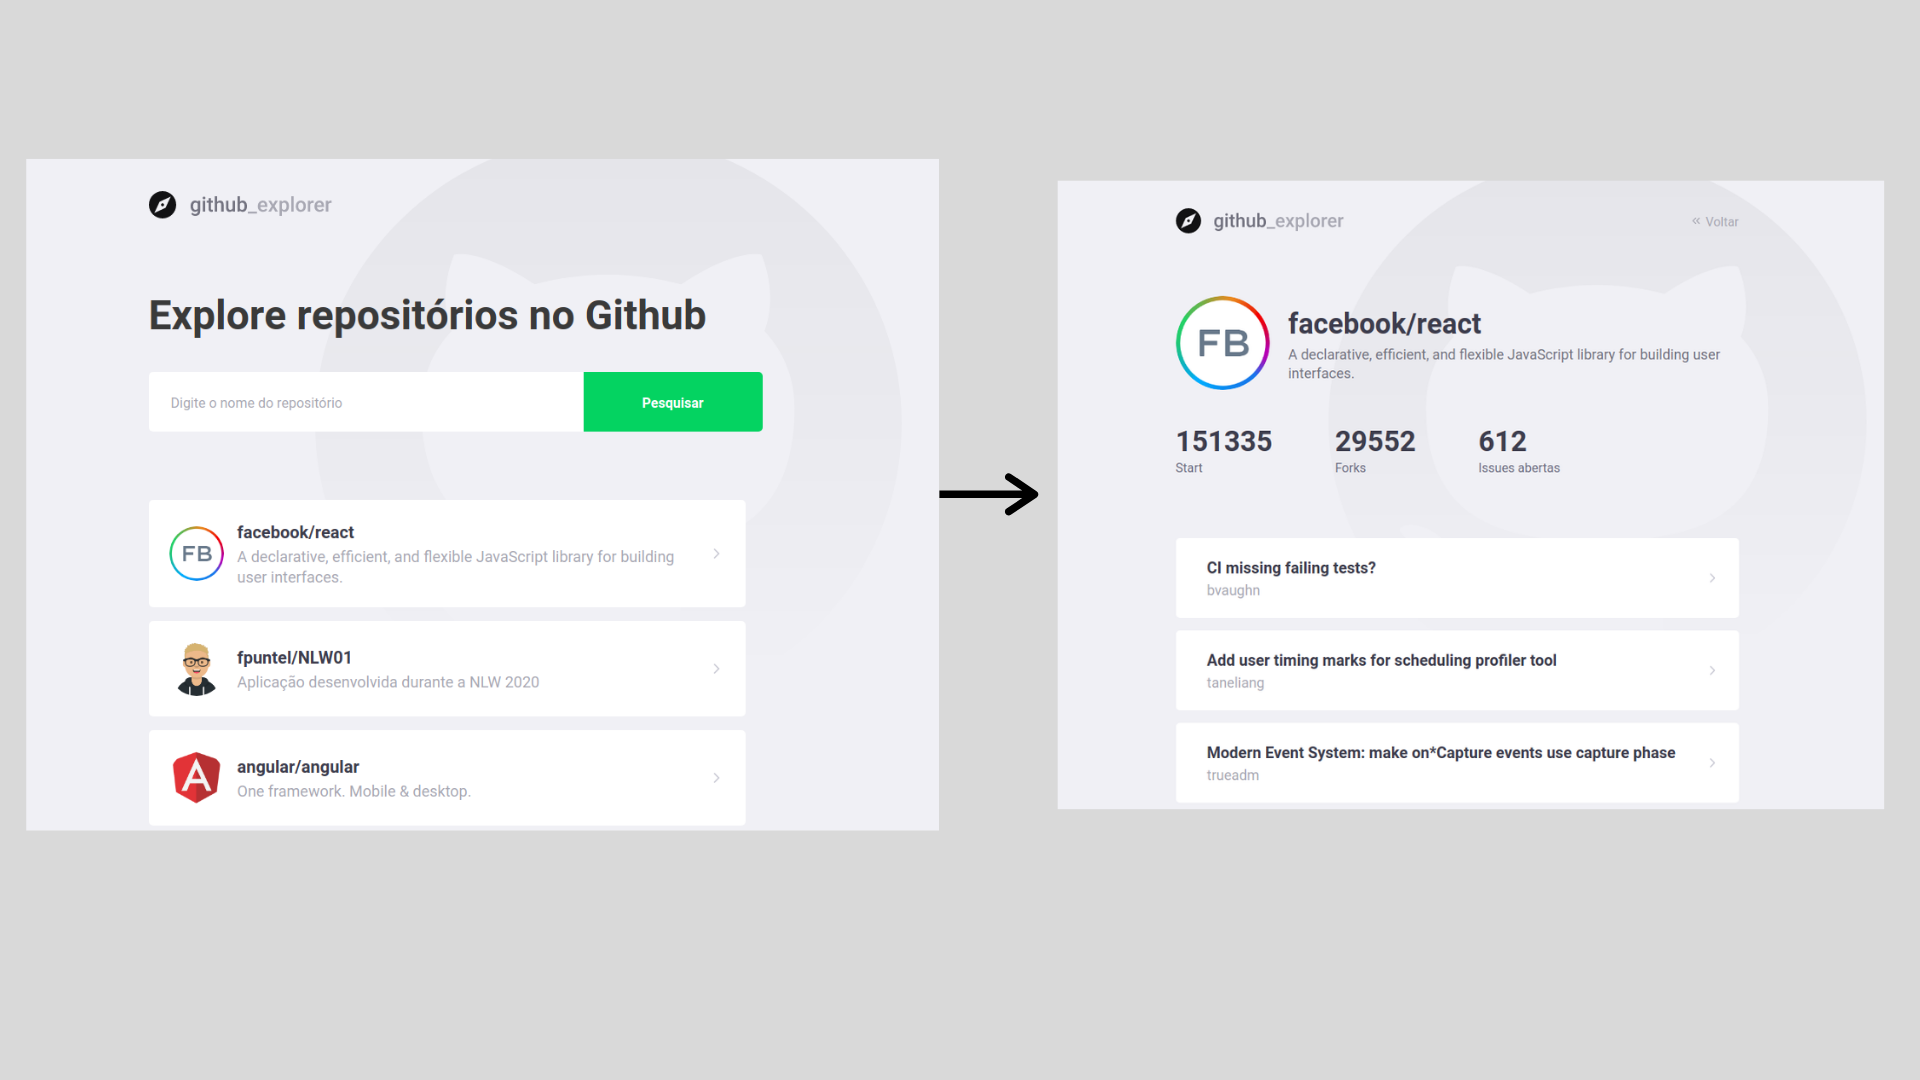 github_explorer
Explore repositórios no Github
Digite o nome do repositório
Pesquisar
FB
facebook/react
A declarative, efficient, and flexible JavaScript library for building
user interfaces.
fpuntel/NLW01
Aplicação desenvolvida durante a NLW 2020
A
angular/angular
One framework. Mobile & desktop.
github_explorer
« Voltar
FB
facebook/react
A declarative, efficient, and flexible JavaScript library for building user
interfaces.
151335
29552
612
Start
Forks
Issues abertas
CI missing failing tests?
bvaughn
Add user timing marks for scheduling profiler tool
taneliang
Modern Event System: make on*Capture events use capture phase
trueadm